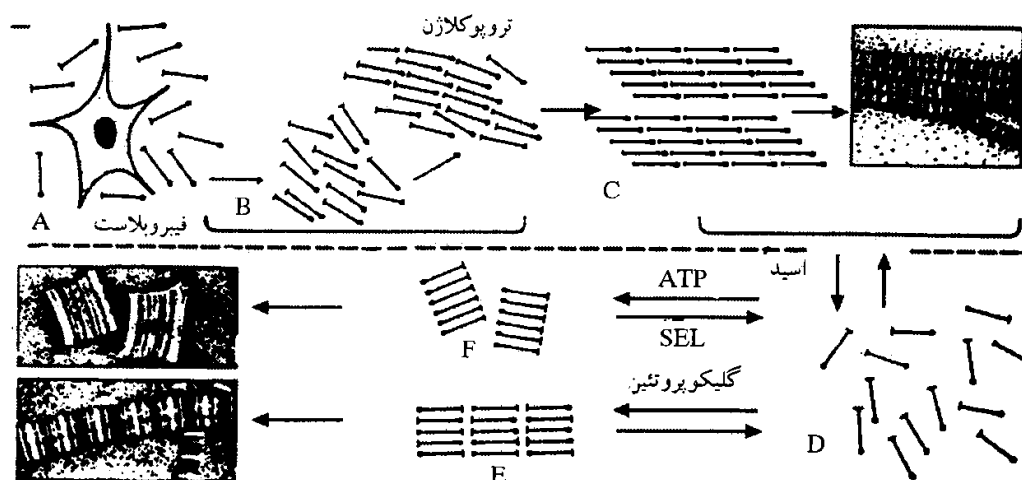 تروپوکلاژن
A
فیبروبلاست
B
C
اسید
ATP
SEL
F
گلیکوپروتئین
D
E